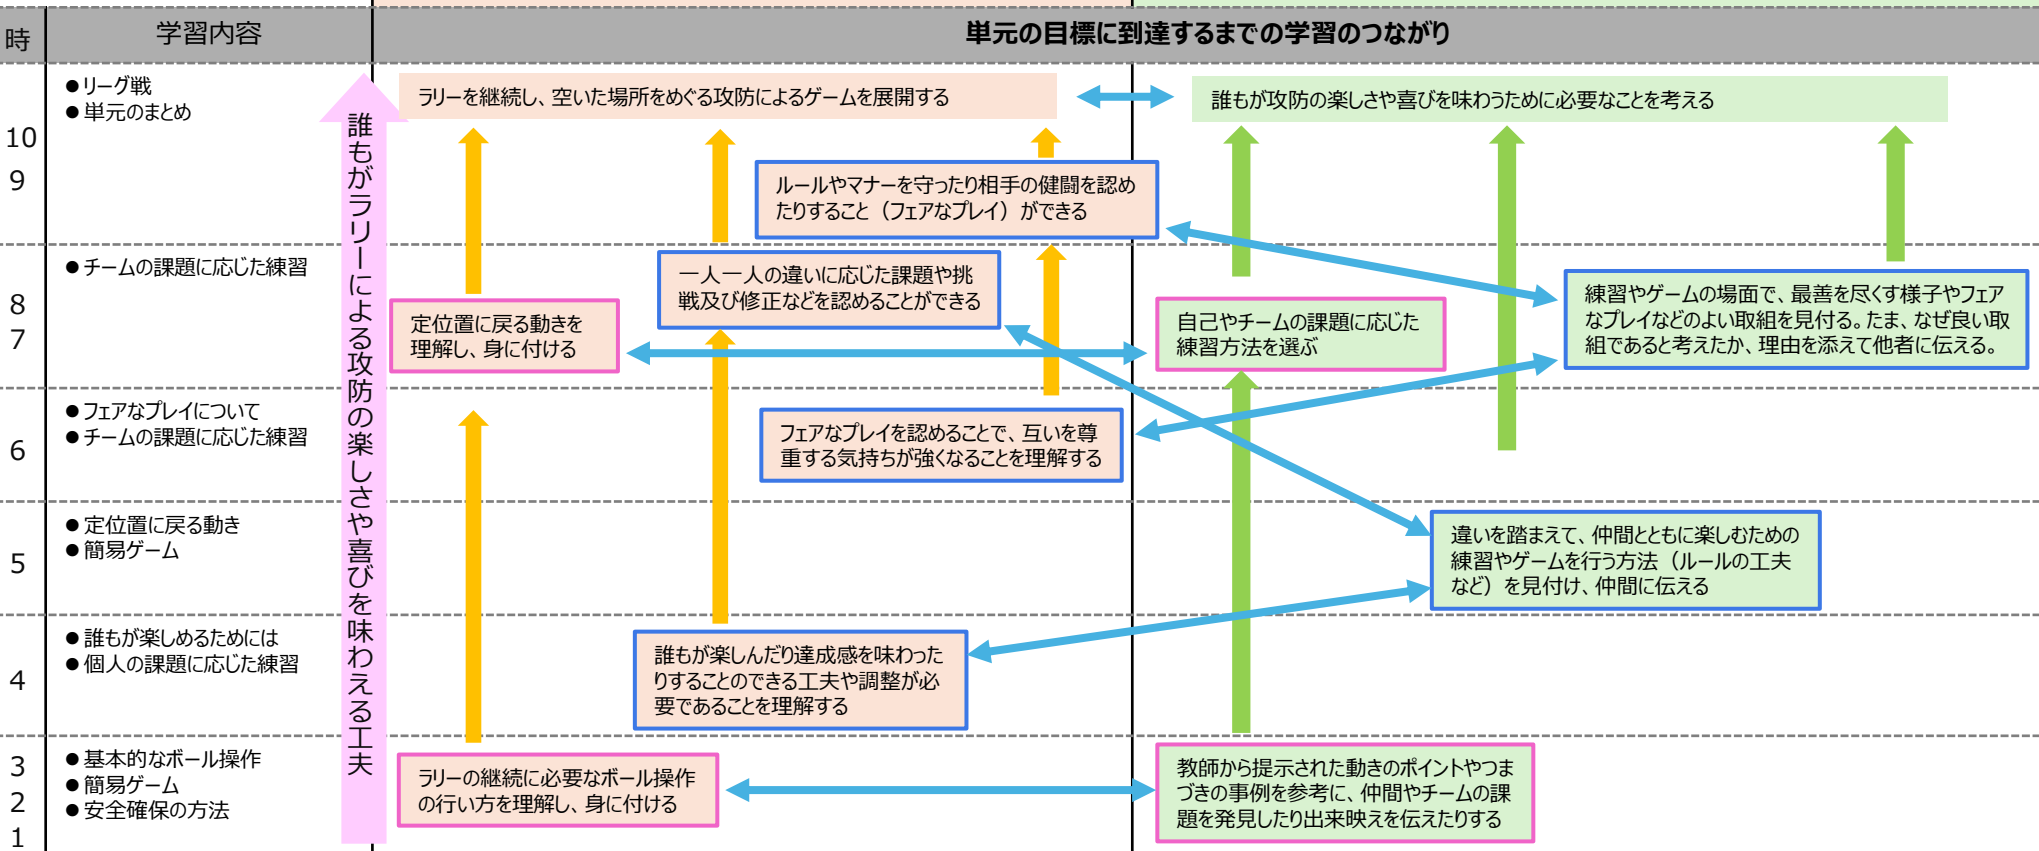 時
学習内容
単元の目標に到達するまでの学習のつながり
10
9
●リーグ戦
●単元のまとめ
誰もがラリーによる攻防の楽しさや喜びを味わえる工夫
ラリーを継続し、空いた場所をめぐる攻防によるゲームを展開する
誰もが攻防の楽しさや喜びを味わうために必要なことを考える
ルールやマナーを守ったり相手の健闘を認め
たりすること（フェアなプレイ）ができる
8
7
●チームの課題に応じた練習
一人一人の違いに応じた課題や挑
戦及び修正などを認めることができる
定位置に戻る動きを
理解し、身に付ける
自己やチームの課題に応じた
練習方法を選ぶ
練習やゲームの場面で、最善を尽くす様子やフェア
なプレイなどのよい取組を見付る。たま、なぜ良い取
組であると考えたか、理由を添えて他者に伝える。
6
●フェアなプレイについて
●チームの課題に応じた練習
フェアなプレイを認めることで、互いを尊
重する気持ちが強くなることを理解する
5
●定位置に戻る動き
●簡易ゲーム
違いを踏まえて、仲間とともに楽しむための
練習やゲームを行う方法（ルールの工夫
など）を見付け、仲間に伝える
4
●誰もが楽しめるためには
●個人の課題に応じた練習
誰もが楽しんだり達成感を味わった
りすることのできる工夫や調整が必
要であることを理解する
3
2
1
●基本的なボール操作
●簡易ゲーム
●安全確保の方法
ラリーの継続に必要なボール操作
の行い方を理解し、身に付ける
教師から提示された動きのポイントやつま
づきの事例を参考に、仲間やチームの課
題を発見したり出来映えを伝えたりする